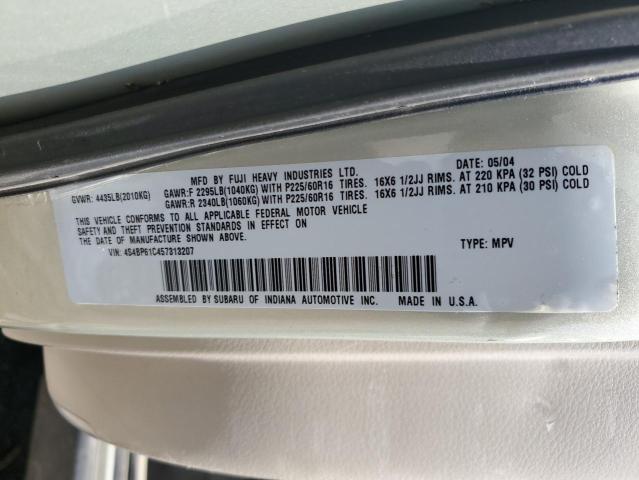 MFD BY FUJI HEAVY INDUSTRIES LTD. DATE: 05/04
GVWR: 4435LB(2010KG) GAWR:F 2295LB(1040KG) WITH P225/60R16 TIRES. 16X6 1/2JJ RIMS. AT 220 KPA (32 PSI) COLD
GAWR:R 2340LB(1060KG) WITH P225/60R16 TIRES. 16X6 1/2JJ RIMS. AT 210 KPA (30 PSI) COLD
THIS VEHICLE CONFORMS TO ALL APPLICABLE FEDERAL MOTOR VEHICLE
SAFETY AND THEFT PREVENTION STANDARDS IN EFFECT ON
THE DATE OF MANUFACTURE SHOWN ABOVE.
VIN: 4S4BP61C457313207 TYPE: MPV
ASSEMBLED BY SUBARU OF INDIANA AUTOMOTIVE INC. MADE IN U.S.A.